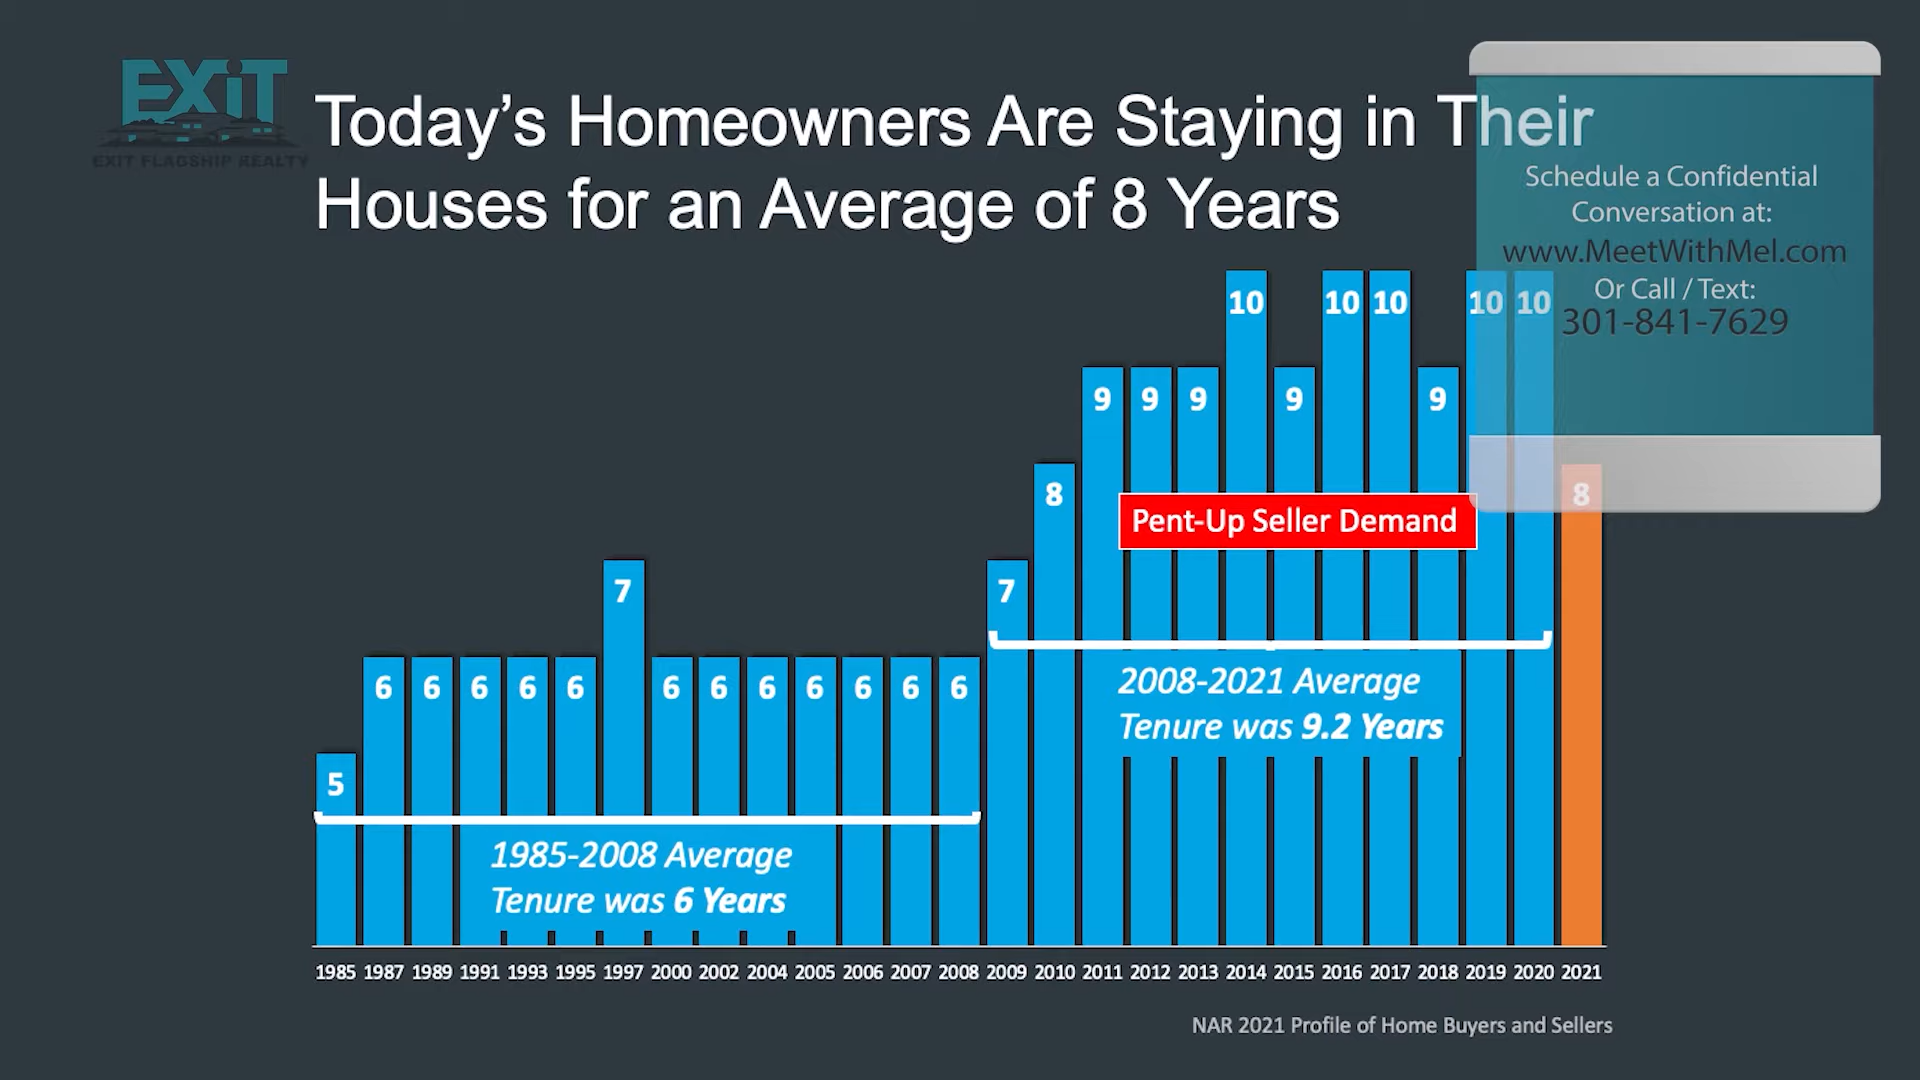 EXiT
EXIT FLAGSHIP REALTY
Today’s Homeowners Are Staying in Their
Houses for an Average of 8 Years
Schedule a Confidential
Conversation at:
www.MeetWithMel.com
Or Call / Text:
301-841-7629
5 6 6 6 6 6 7 6 6 6 6 6 6 6 7 8 9 9 9 10 9 10 10 9 10 10 8
Pent-Up Seller Demand
2008-2021 Average
Tenure was 9.2 Years
1985-2008 Average
Tenure was 6 Years
1985 1987 1989 1991 1993 1995 1997 2000 2002 2004 2005 2006 2007 2008 2009 2010 2011 2012 2013 2014 2015 2016 2017 2018 2019 2020 2021
NAR 2021 Profile of Home Buyers and Sellers